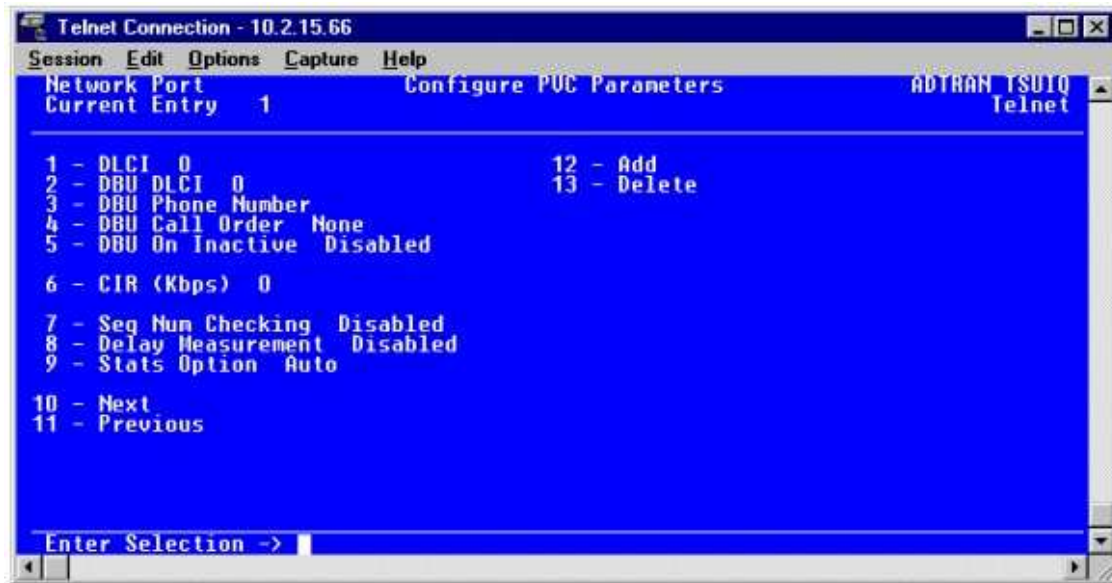 Telnet Connection - 10.2.15.66
Session Edit Options Capture Help
Network Port Configure PVC Parameters ADTRAN TSUIQ
Current Entry 1 Telnet
1 - DLCI 0 12 - Add
2 - DBU DLCI 0 13 - Delete
3 - DBU Phone Number
4 - DBU Call Order None
5 - DBU On Inactive Disabled
6 - CIR (Kbps) 0
7 - Seq Num Checking Disabled
8 - Delay Measurement Disabled
9 - Stats Option Auto
10 - Next
11 - Previous
Enter Selection ->